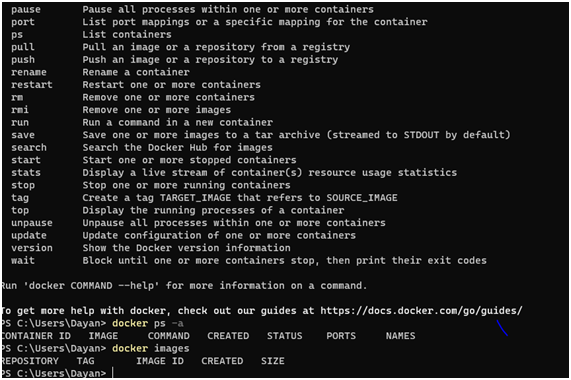 pause       Pause all processes within one or more containers
port        List port mappings or a specific mapping for the container
ps          List containers
pull        Pull an image or a repository from a registry
push        Push an image or a repository to a registry
rename      Rename a container
restart     Restart one or more containers
rm          Remove one or more containers
rmi         Remove one or more images
run         Run a command in a new container
save        Save one or more images to a tar archive (streamed to STDOUT by default)
search      Search the Docker Hub for images
start       Start one or more stopped containers
stats       Display a live stream of container(s) resource usage statistics
stop        Stop one or more running containers
tag         Create a tag TARGET_IMAGE that refers to SOURCE_IMAGE
top         Display the running processes of a container
unpause     Unpause all processes within one or more containers
update      Update configuration of one or more containers
version     Show the Docker version information
wait        Block until one or more containers stop, then print their exit codes
Run 'docker COMMAND --help' for more information on a command.
To get more help with docker, check out our guides at https://docs.docker.com/go/guides/
PS C:\Users\Dayan> docker ps -a
CONTAINER ID   IMAGE     COMMAND   CREATED   STATUS    PORTS     NAMES
PS C:\Users\Dayan> docker images
REPOSITORY   TAG       IMAGE ID   CREATED   SIZE
PS C:\Users\Dayan>